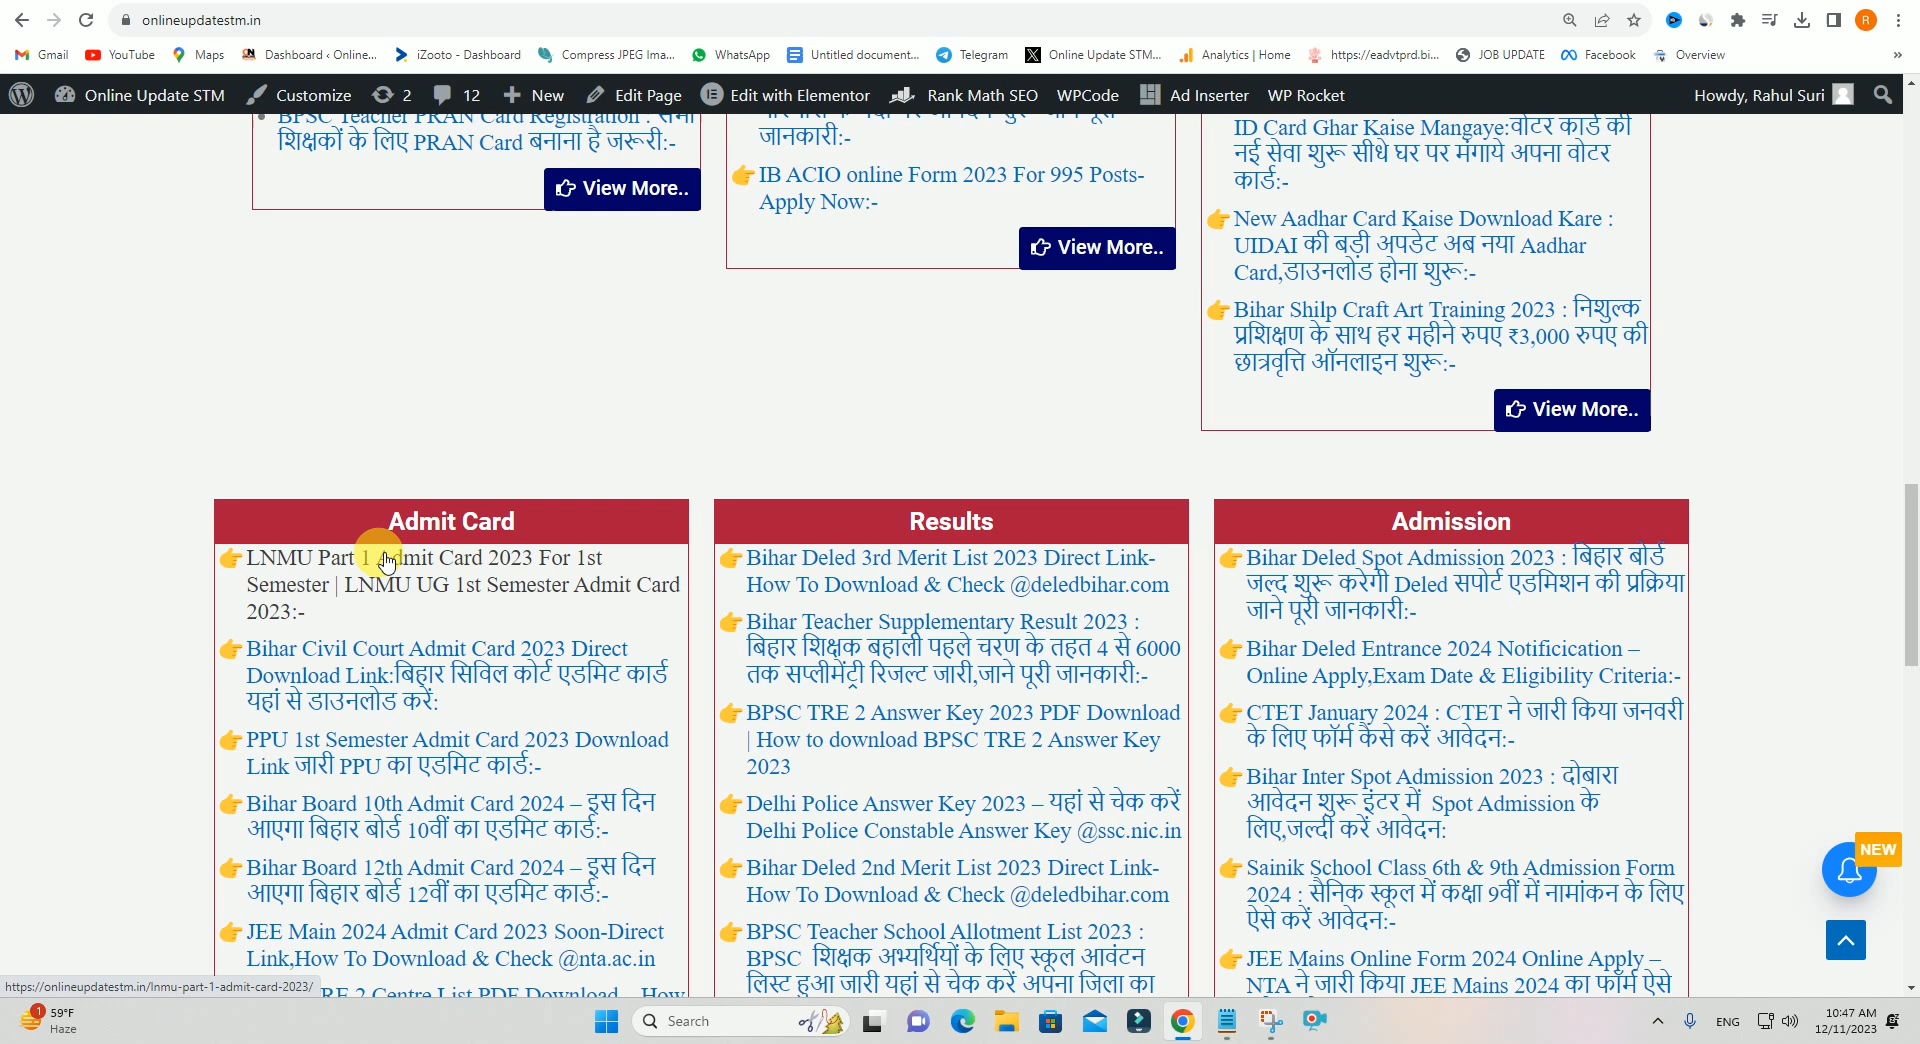 onlineupdatestm.in
Gmail YouTube Maps Dashboard ‹ Online... iZooto - Dashboard Compress JPEG Ima... WhatsApp Untitled document... Telegram Online Update STM... Analytics | Home https://eadvtprd.bi... JOB UPDATE Facebook Overview »
Online Update STM Customize 2 12 New Edit Page Edit with Elementor Rank Math SEO WPCode Ad Inserter WP Rocket Howdy, Rahul Suri
BPSC Teacher PRAN Card Registration : सभी
शिक्षकों के लिए PRAN Card बनाना है जरूरी:-
View More..
जानकारी:-
IB ACIO online Form 2023 For 995 Posts-
Apply Now:-
View More..
ID Card Ghar Kaise Mangaye:वोटर कार्ड की
नई सेवा शुरू सीधे घर पर मंगाये अपना वोटर
कार्ड:-
New Aadhar Card Kaise Download Kare :
UIDAI की बड़ी अपडेट अब नया Aadhar
Card,डाउनलोड होना शुरू:-
Bihar Shilp Craft Art Training 2023 : निशुल्क
प्रशिक्षण के साथ हर महीने रुपए ₹3,000 रुपए की
छात्रवृत्ति ऑनलाइन शुरू:-
View More..
Admit Card
LNMU Part 1 Admit Card 2023 For 1st
Semester | LNMU UG 1st Semester Admit Card
2023:-
Bihar Civil Court Admit Card 2023 Direct
Download Link:बिहार सिविल कोर्ट एडमिट कार्ड
यहां से डाउनलोड करें:
PPU 1st Semester Admit Card 2023 Download
Link जारी PPU का एडमिट कार्ड:-
Bihar Board 10th Admit Card 2024 – इस दिन
आएगा बिहार बोर्ड 10वीं का एडमिट कार्ड:-
Bihar Board 12th Admit Card 2024 – इस दिन
आएगा बिहार बोर्ड 12वीं का एडमिट कार्ड:-
JEE Main 2024 Admit Card 2023 Soon-Direct
Link,How To Download & Check @nta.ac.in
RE 2 Centre List PDF Download – How
Results
Bihar Deled 3rd Merit List 2023 Direct Link-
How To Download & Check @deledbihar.com
Bihar Teacher Supplementary Result 2023 :
बिहार शिक्षक बहाली पहले चरण के तहत 4 से 6000
तक सप्लीमेंट्री रिजल्ट जारी,जाने पूरी जानकारी:-
BPSC TRE 2 Answer Key 2023 PDF Download
| How to download BPSC TRE 2 Answer Key
2023
Delhi Police Answer Key 2023 – यहां से चेक करें
Delhi Police Constable Answer Key @ssc.nic.in
Bihar Deled 2nd Merit List 2023 Direct Link-
How To Download & Check @deledbihar.com
BPSC Teacher School Allotment List 2023 :
BPSC शिक्षक अभ्यर्थियों के लिए स्कूल आवंटन
लिस्ट हुआ जारी यहां से चेक करें अपना जिला का
Admission
Bihar Deled Spot Admission 2023 : बिहार बोर्ड
जल्द शुरू करेगी Deled सपोर्ट एडमिशन की प्रक्रिया
जाने पूरी जानकारी:-
Bihar Deled Entrance 2024 Notificication –
Online Apply,Exam Date & Eligibility Criteria:-
CTET January 2024 : CTET ने जारी किया जनवरी
के लिए फॉर्म कैसे करें आवेदन:-
Bihar Inter Spot Admission 2023 : दोबारा
आवेदन शुरू इंटर में Spot Admission के
लिए,जल्दी करें आवेदन:
Sainik School Class 6th & 9th Admission Form
2024 : सैनिक स्कूल में कक्षा 9वीं में नामांकन के लिए
ऐसे करें आवेदन:-
JEE Mains Online Form 2024 Online Apply –
NTA ने जारी किया JEE Mains 2024 का फॉर्म ऐसे
NEW
https://onlineupdatestm.in/lnmu-part-1-admit-card-2023/
1 59°F
Haze
Search
ENG
10:47 AM
12/11/2023